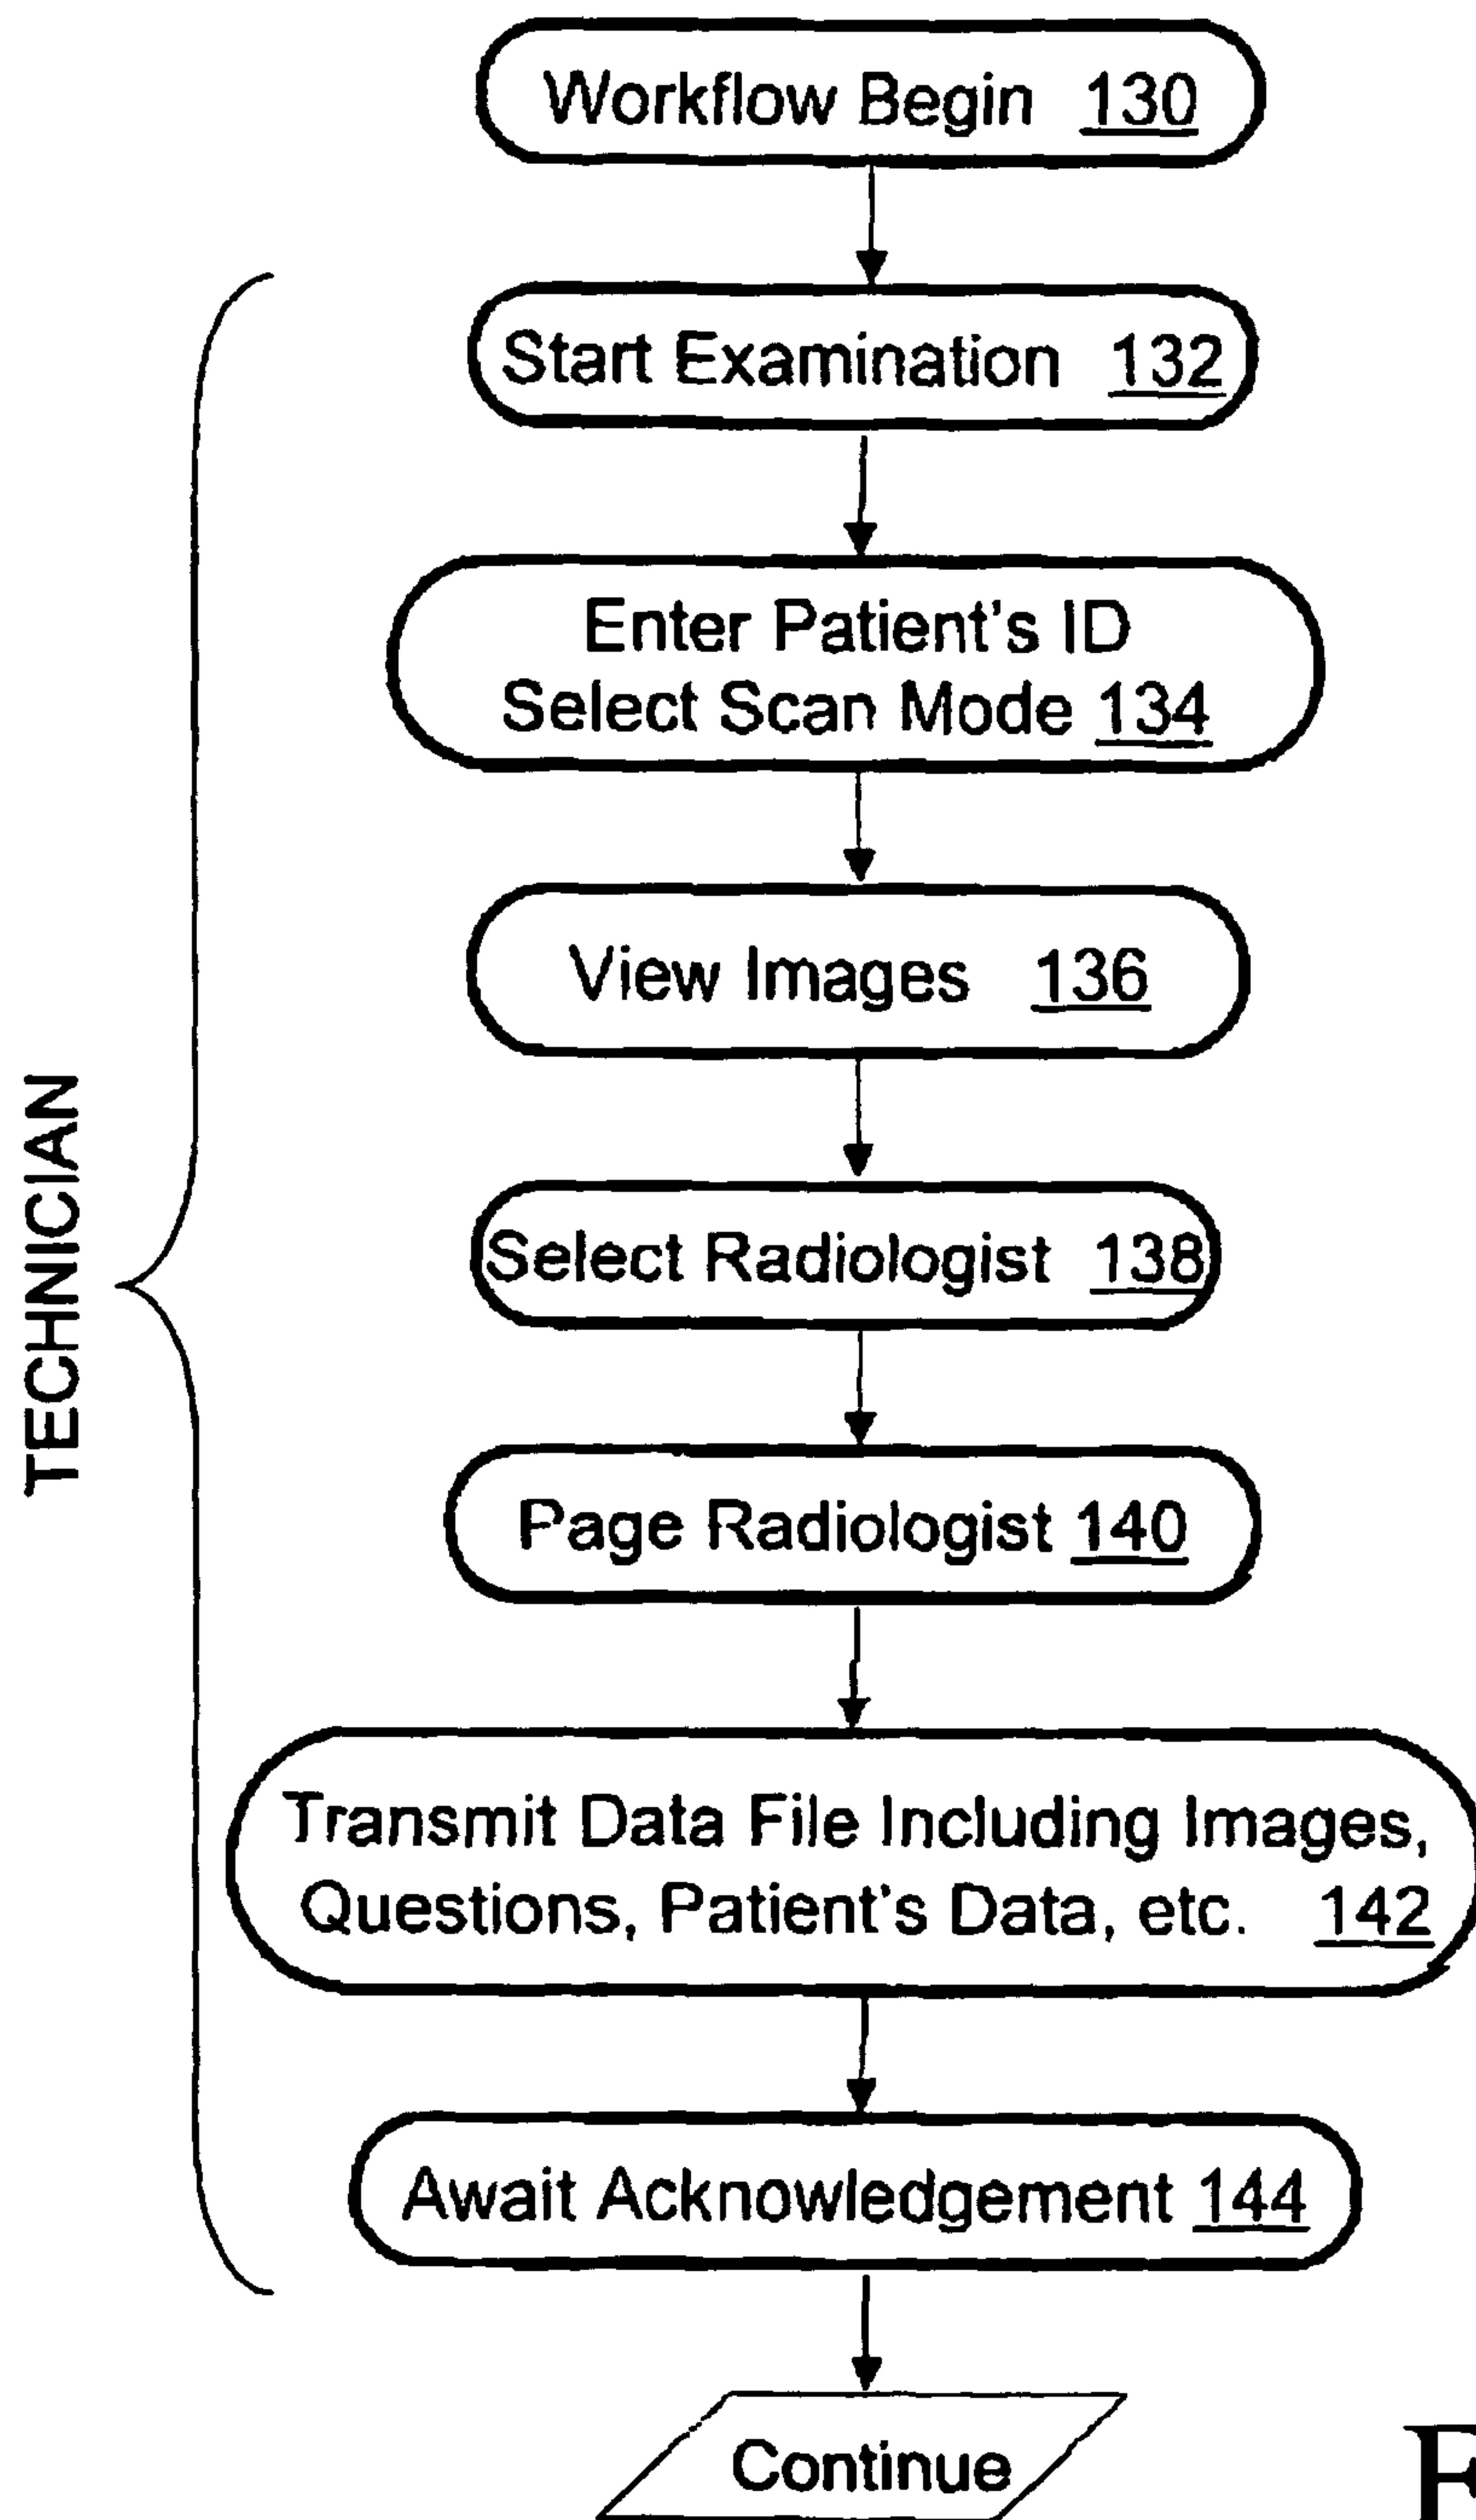 Workflow Begin 130
Start Examination 132
Enter Patient's ID
Select Scan Mode 134
View Images 136
Select Radiologist 138
TECHNICIAN
Page Radiologist 140
Transmit Data File Including Images,
Questions, Patient's Data, etc. 142
Await Acknowledgement 144
Continue